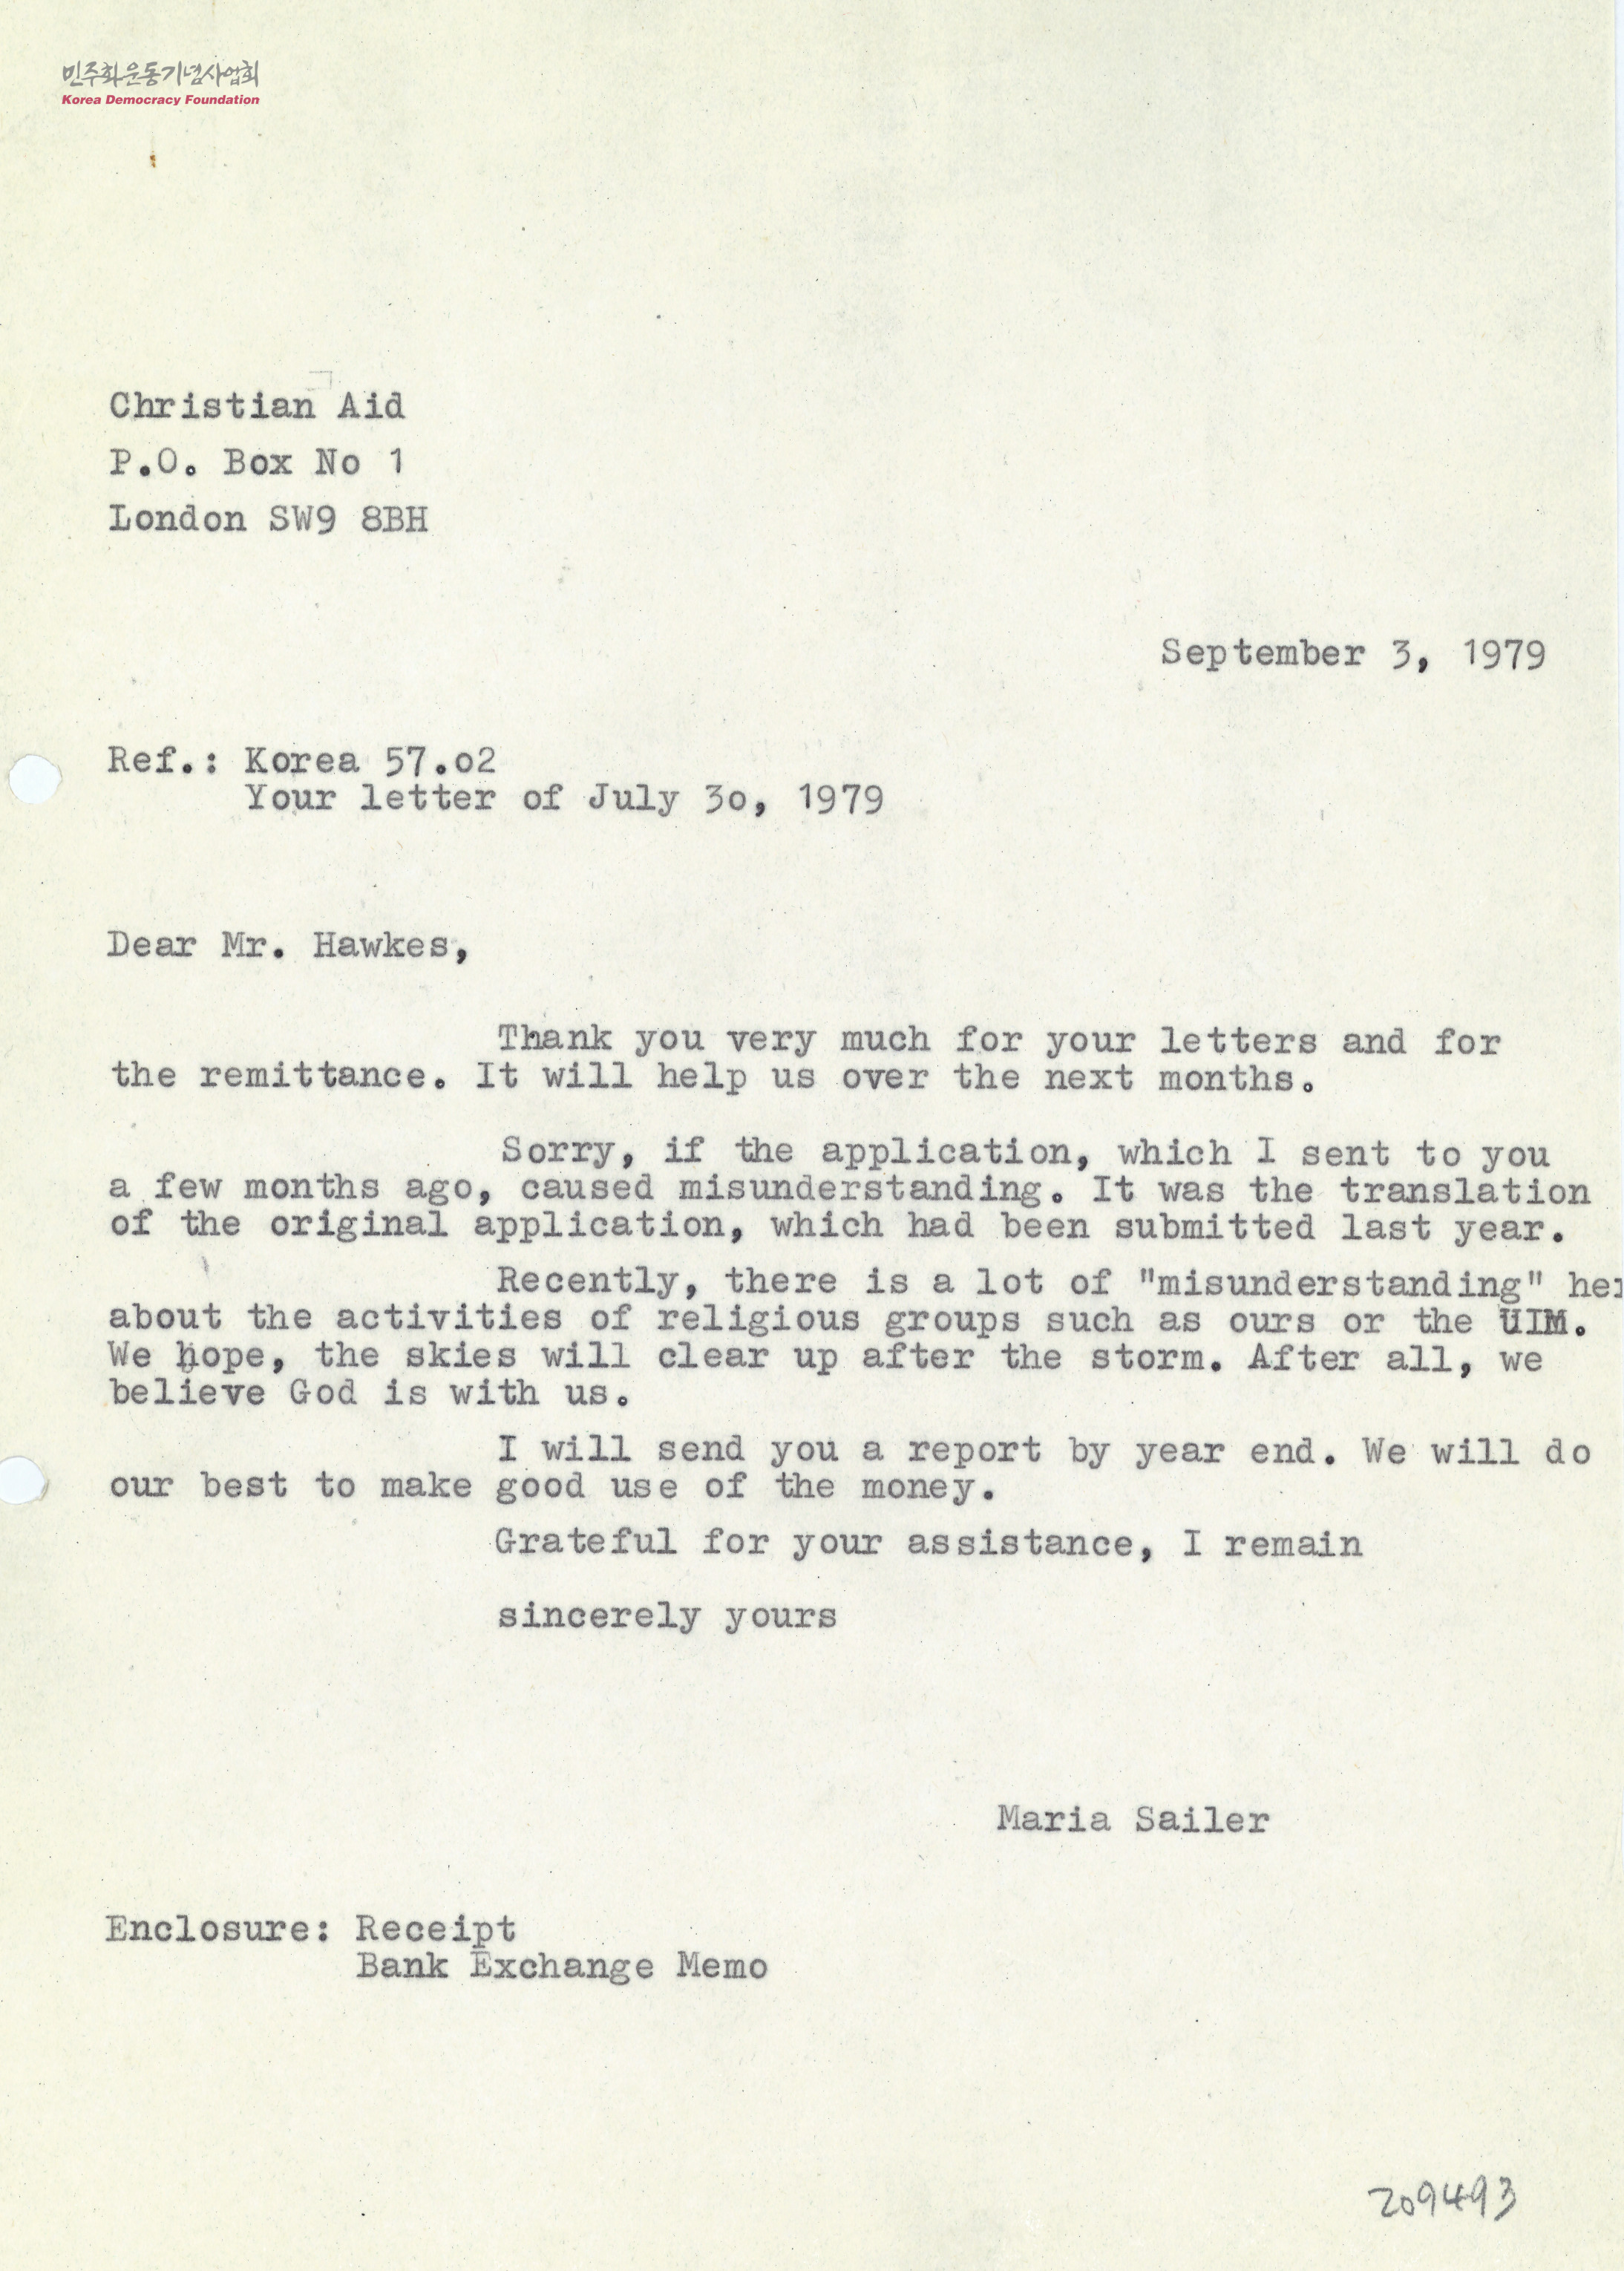 민주화운동기념사업회
Korea Democracy Foundation
Christian Aid
P.O. Box No 1
London SW9 8BH
September 3, 1979
Ref.: Korea 57.o2
Your letter of July 3o, 1979
Dear Mr. Hawkes,
Thank you very much for your letters and for
the remittance. It will help us over the next months.
Sorry, if the application, which I sent to you
a few months ago, caused misunderstanding. It was the translation
of the original application, which had been submitted last year.
Recently, there is a lot of "misunderstanding"
about the activities of religious groups such as ours or the UIM.
We hope, the skies will clear up after the storm. After all, we
believe God is with us.
I will send you a report by year end. We will do
our best to make good use of the money.
Grateful for your assistance, I remain
sincerely yours
Maria Sailer
Enclosure: Receipt
Bank Exchange Memo
209493